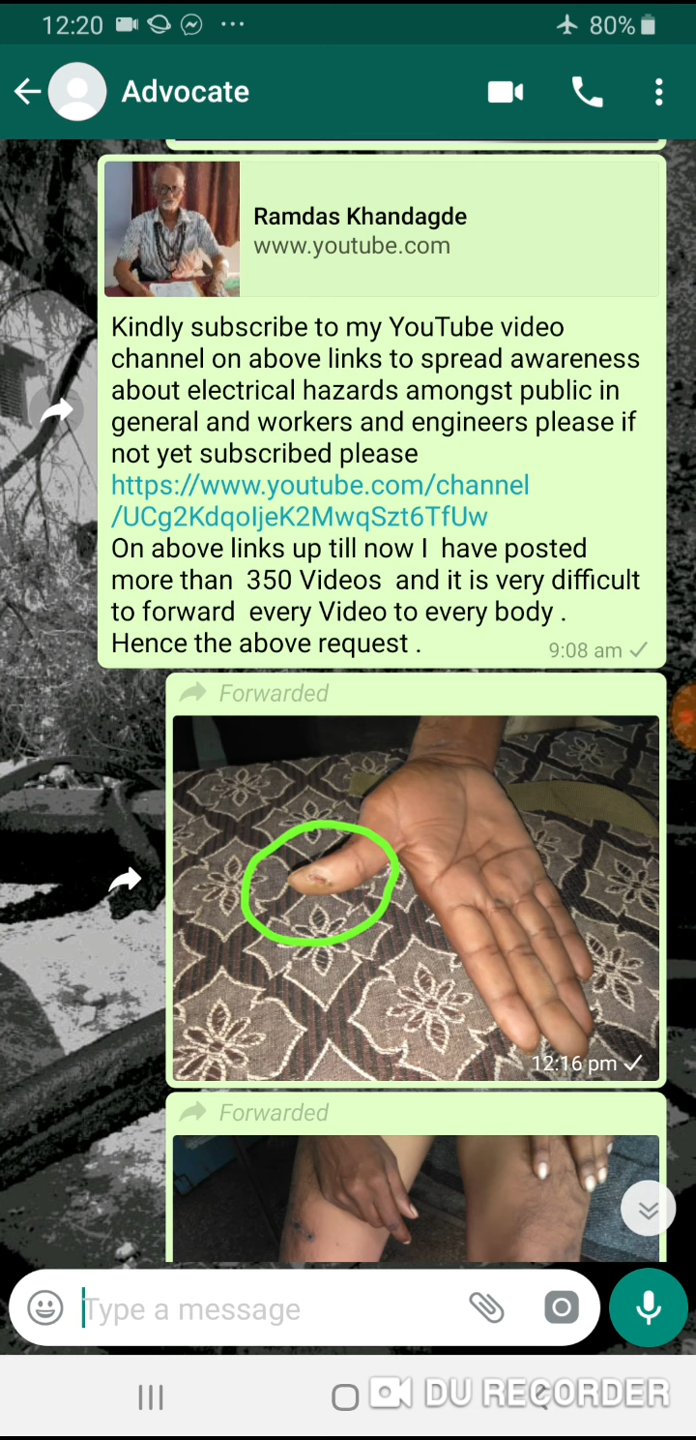 12:20
80%
Advocate
Ramdas Khandagde
www.youtube.com
Kindly subscribe to my YouTube video
channel on above links to spread awareness
about electrical hazards amongst public in
general and workers and engineers please if
not yet subscribed please
https://www.youtube.com/channel
/UCg2KdqoljeK2MwqSzt6TfUw
On above links up till now I  have posted
more than  350 Videos  and it is very difficult
to forward  every Video to every body .
Hence the above request .
9:08 am
Forwarded
12:16 pm
Forwarded
Type a message
DU RECORDER